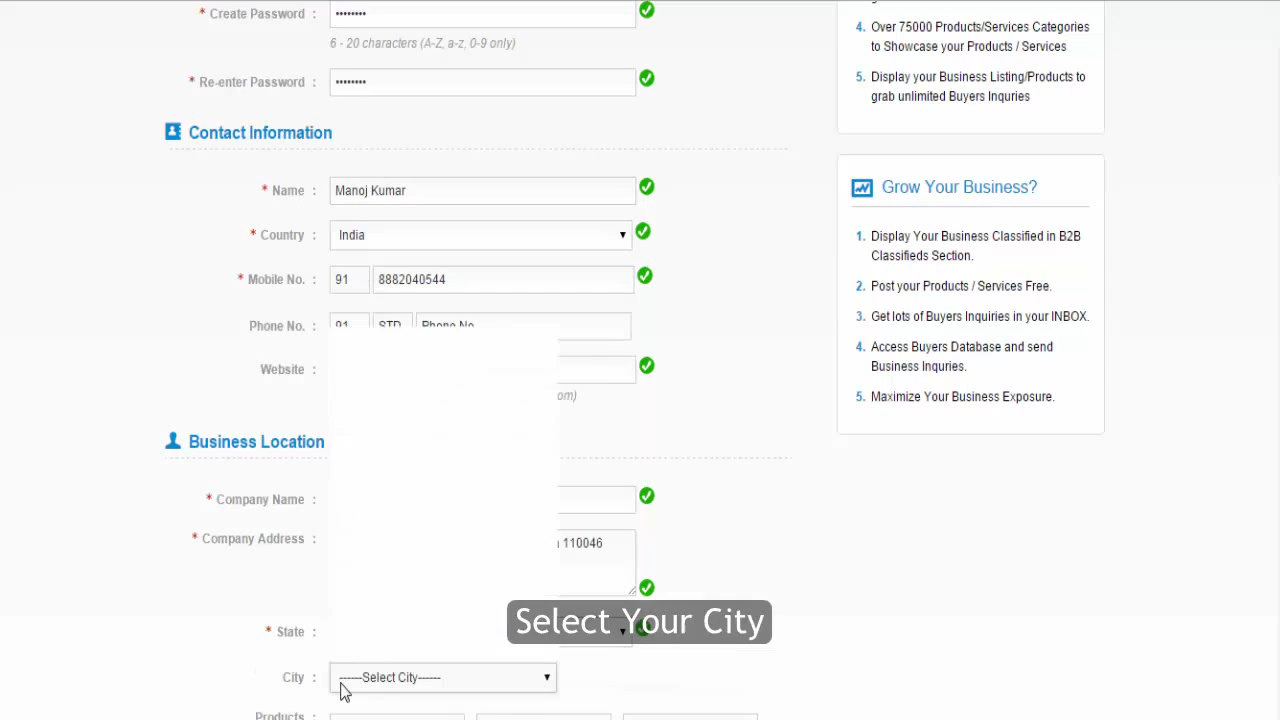 * Create Password :
••••••••
6 - 20 characters (A-Z, a-z, 0-9 only)
* Re-enter Password :
••••••••
Contact Information
* Name :
Manoj Kumar
* Country :
India
* Mobile No. :
91
8882040544
Phone No. :
91
STD
Phone No
Website :
om)
Business Location
* Company Name :
* Company Address :
110046
* State :
Select Your City
City :
------Select City------
Products
4. Over 75000 Products/Services Categories
to Showcase your Products / Services
5. Display your Business Listing/Products to
grab unlimited Buyers Inquries
Grow Your Business?
1. Display Your Business Classified in B2B
Classifieds Section.
2. Post your Products / Services Free.
3. Get lots of Buyers Inquiries in your INBOX.
4. Access Buyers Database and send
Business Inquries.
5. Maximize Your Business Exposure.